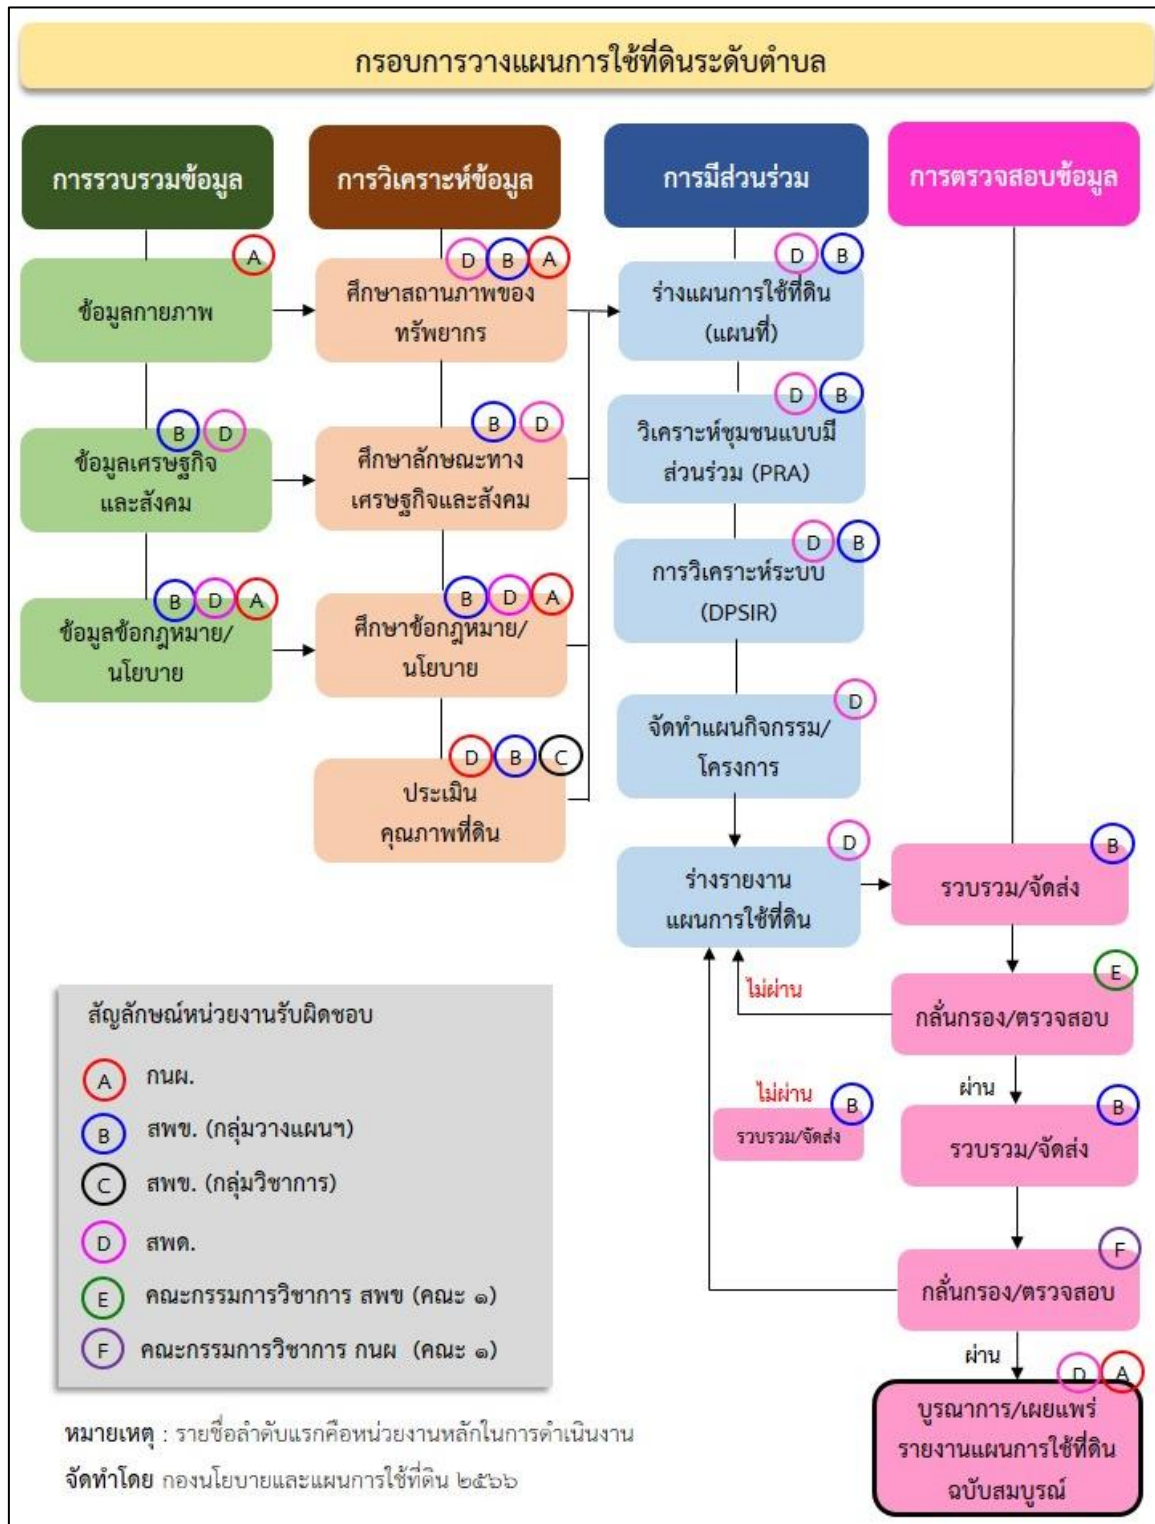 กรอบการวางแผนการใช้ที่ดินระดับตำบล
การรวบรวมข้อมูล
การวิเคราะห์ข้อมูล
การมีส่วนร่วม
การตรวจสอบข้อมูล
A
ข้อมูลกายภาพ
B D
ข้อมูลเศรษฐกิจ
และสังคม
B D A
ข้อมูลข้อกฎหมาย/
นโยบาย
D B A
ศึกษาสถานภาพของ
ทรัพยากร
B D
ศึกษาลักษณะทาง
เศรษฐกิจและสังคม
B D A
ศึกษาข้อกฎหมาย/
นโยบาย
D B C
ประเมิน
คุณภาพที่ดิน
D B
ร่างแผนการใช้ที่ดิน
(แผนที่)
D B
วิเคราะห์ชุมชนแบบมี
ส่วนร่วม (PRA)
D B
การวิเคราะห์ระบบ
(DPSIR)
D
จัดทำแผนกิจกรรม/
โครงการ
D
ร่างรายงาน
แผนการใช้ที่ดิน
B
รวบรวม/จัดส่ง
E
กลั่นกรอง/ตรวจสอบ
ไม่ผ่าน
ผ่าน
B
รวบรวม/จัดส่ง
ไม่ผ่าน
B
รวบรวม/จัดส่ง
F
กลั่นกรอง/ตรวจสอบ
ผ่าน
D A
บูรณาการ/เผยแพร่
รายงานแผนการใช้ที่ดิน
ฉบับสมบูรณ์
สัญลักษณ์หน่วยงานรับผิดชอบ
A กนผ.
B สพข. (กลุ่มวางแผนฯ)
C สพข. (กลุ่มวิชาการ)
D สพด.
E คณะกรรมการวิชาการ สพข (คณะ ๑)
F คณะกรรมการวิชาการ กนผ (คณะ ๑)
หมายเหตุ : รายชื่อลำดับแรกคือหน่วยงานหลักในการดำเนินงาน
จัดทำโดย กองนโยบายและแผนการใช้ที่ดิน ๒๕๖๖